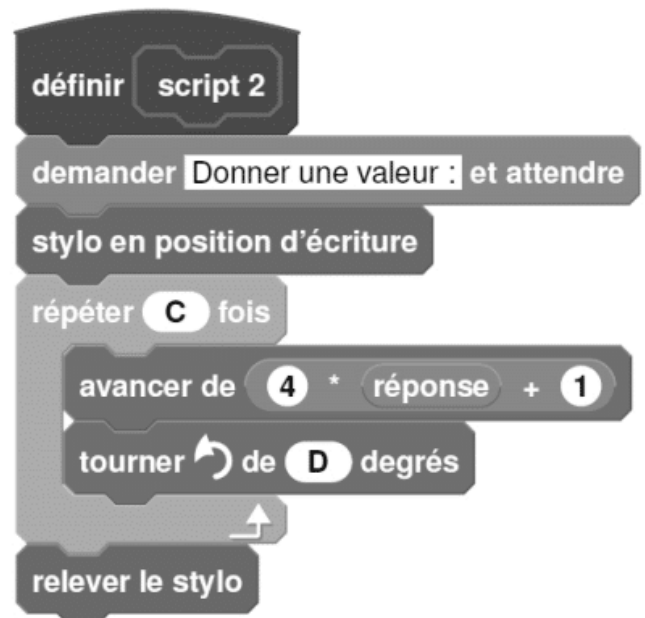 définir script 2
demander Donner une valeur : et attendre
stylo en position d’écriture
répéter C fois
avancer de 4 * réponse + 1
tourner de D degrés
relever le stylo